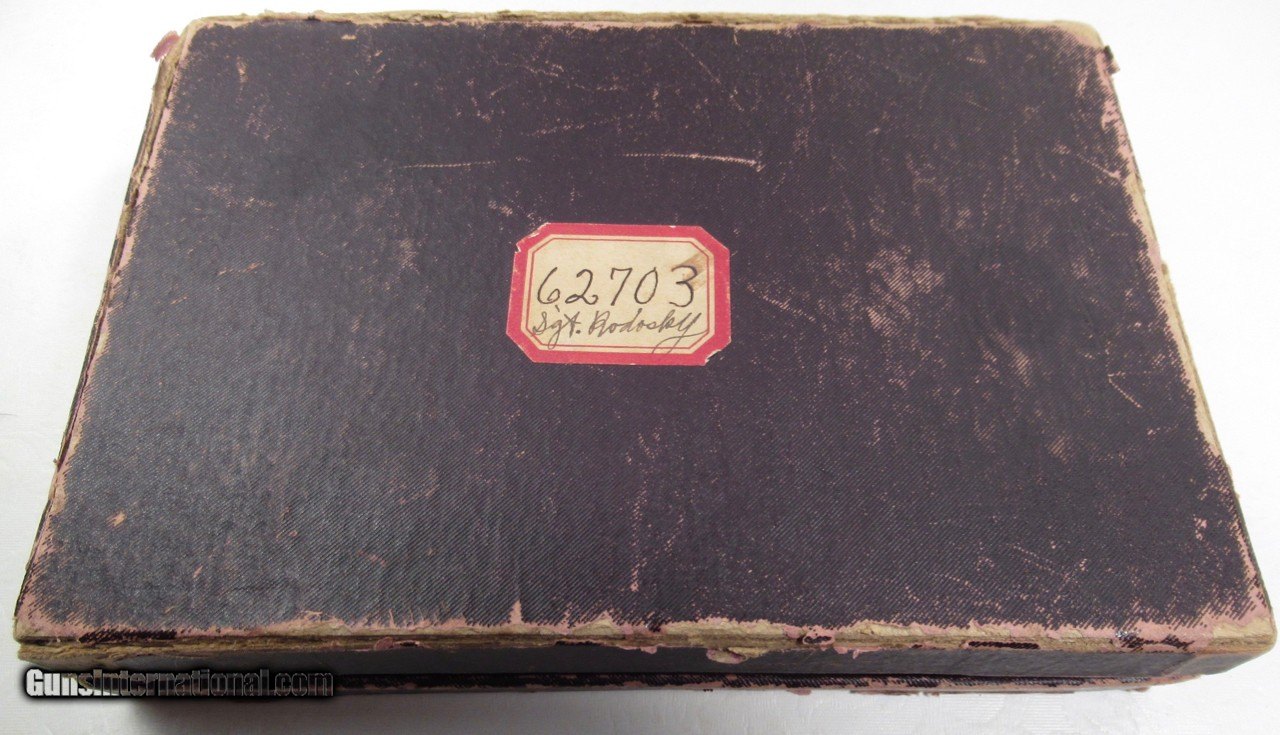 62703
Sgt. Rodosky
GunsInternational.com